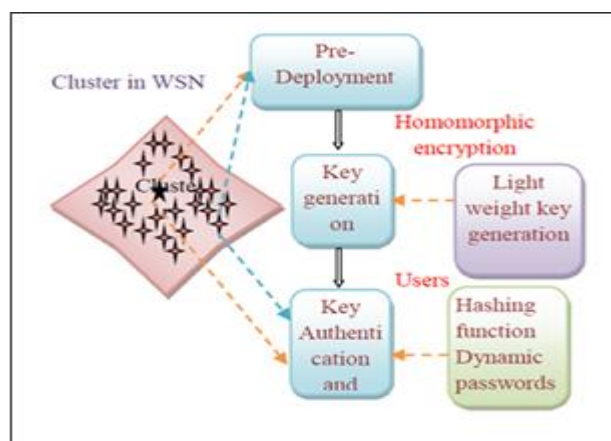 Pre-
Deployment
Cluster in WSN
Homomorphic
encryption
Cluster
Key
generati
on
Light
weight key
generation
Users
Key
Authenti
cation and
Hashing
function
Dynamic
passwords